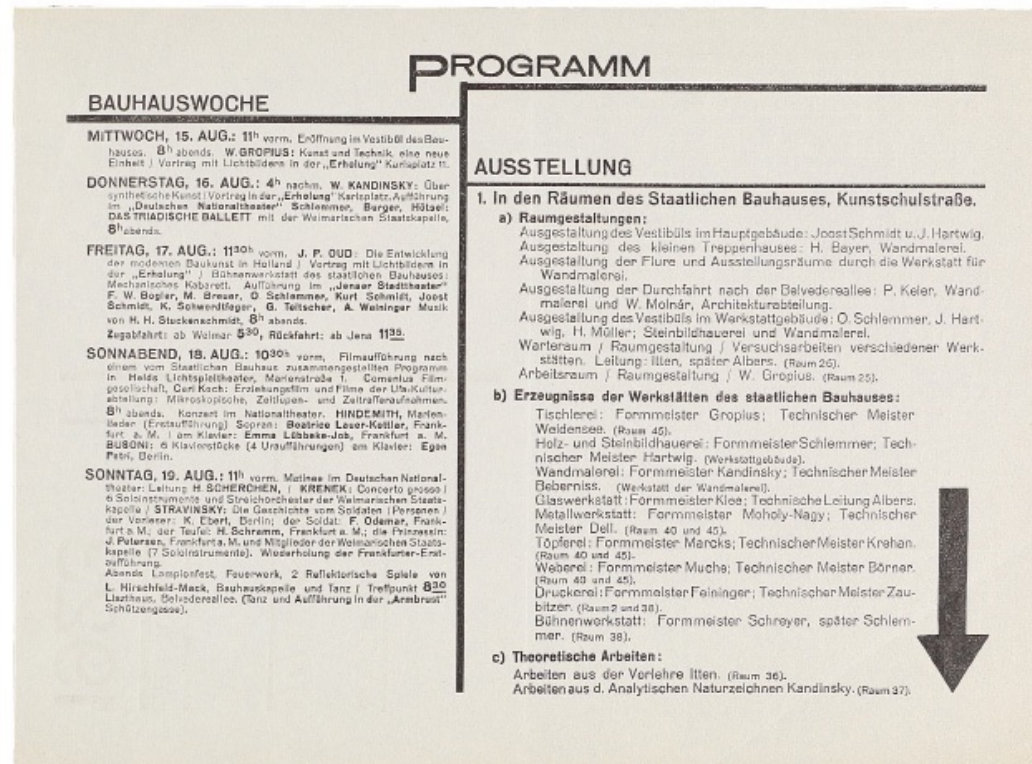 PROGRAMM
BAUHAUSWOCHE
MITTWOCH, 15. AUG.: 11h vorm. Eröffnung im Vestibül des Bau-
hauses. 8h abends. W. GROPIUS: Kunst und Technik, eine neue
Einheit / Vortrag mit Lichtbildern in der „Erholung" Karlsplatz 11.
DONNERSTAG, 16. AUG.: 4h nachm. W. KANDINSKY: Über
synthetische Kunst / Vortrag in der „Erholung" Karlsplatz. Aufführung
im „Deutschen Nationaltheater" Schlemmer, Burger, Hötzel:
DAS TRIADISCHE BALLETT mit der Weimarischen Staatskapelle,
8h abends.
FREITAG, 17. AUG.: 1130h vorm. J. P. OUD: Die Entwicklung
der modernen Baukunst in Holland / Vortrag mit Lichtbildern in
der „Erholung" / Bühnenwerkstatt des staatlichen Bauhauses:
Mechanisches Kabarett. Aufführung im „Jenaer Stadttheater"
F. W. Bogler, M. Breuer, O. Schlemmer, Kurt Schmidt, Joost
Schmidt, K. Schwerdtfeger, G. Teltscher, A. Weininger Musik
von H. H. Stuckenschmidt, 8h abends.
Zugabfahrt: ab Weimar 530, Rückfahrt: ab Jena 1135.
SONNABEND, 18. AUG.: 1030h vorm, Filmaufführung nach
einem vom Staatlichen Bauhaus zusammengestellten Programm
in Helds Lichtspieltheater, Marienstraße 1. Comenius Film-
gesellschaft, Carl Koch: Erziehungsfilm und Filme der Ufa-Kultur-
abteilung: Mikroskopische, Zeitlupen- und Zeitrafferaufnahmen.
8h abends. Konzert im Nationaltheater. HINDEMITH, Marien-
lieder (Erstaufführung) Sopran: Beatrice Lauer-Kottler, Frank-
furt a. M. / am Klavier: Emma Lübbeke-Job, Frankfurt a. M.
BUSONI: 6 Klavierstücke (4 Uraufführungen) am Klavier: Egon
Petri, Berlin.
SONNTAG, 19. AUG.: 11h vorm. Matinee im Deutschen National-
theater: Leitung H. SCHERCHEN, / KRENEK: Concerto grosso /
6 Soloinstrumente und Streichorchester der Weimarischen Staats-
kapelle / STRAVINSKY: Die Geschichte vom Soldaten (Personen /
der Vorleser: K. Ebert, Berlin; der Soldat: F. Odemar, Frank-
furt a. M.; der Teufel: H. Schramm, Frankfurt a. M.; die Prinzessin:
J. Petersen, Frankfurt a. M. und Mitglieder der Weimarischen Staats-
kapelle (7 Soloinstrumente). Wiederholung der Frankfurter-Erst-
aufführung.
Abends Lampionfest, Feuerwerk, 2 Reflektorische Spiele von
L. Hirschfeld-Mack, Bauhauskapelle und Tanz / Treffpunkt 830
Liszthaus, Belvedereallee. (Tanz und Aufführung in der „Armbrust"
Schützengasse).
AUSSTELLUNG
1. In den Räumen des Staatlichen Bauhauses, Kunstschulstraße.
a) Raumgestaltungen:
Ausgestaltung des Vestibüls im Hauptgebäude: Joost Schmidt u. J. Hartwig.
Ausgestaltung des kleinen Treppenhauses: H. Bayer, Wandmalerei.
Ausgestaltung der Flure und Ausstellungsräume durch die Werkstatt für
Wandmalerei.
Ausgestaltung der Durchfahrt nach der Belvedereallee: P. Keler, Wand-
malerei und W. Molnár, Architekturabteilung.
Ausgestaltung des Vestibüls im Werkstattgebäude: O. Schlemmer, J. Hart-
wig, H. Müller; Steinbildhauerei und Wandmalerei.
Warteraum / Raumgestaltung / Versuchsarbeiten verschiedener Werk-
stätten. Leitung: Itten, später Albers. (Raum 26).
Arbeitsraum / Raumgestaltung / W. Gropius. (Raum 25).
b) Erzeugnisse der Werkstätten des staatlichen Bauhauses:
Tischlerei: Formmeister Gropius; Technischer Meister
Weidensee. (Raum 45).
Holz- und Steinbildhauerei: Formmeister Schlemmer; Tech-
nischer Meister Hartwig. (Werkstattgebäude).
Wandmalerei: Formmeister Kandinsky; Technischer Meister
Beberniss. (Werkstatt der Wandmalerei).
Glaswerkstatt: Formmeister Klee; Technische Leitung Albers.
Metallwerkstatt: Formmeister Moholy-Nagy; Technischer
Meister Dell. (Raum 40 und 45).
Töpferei: Formmeister Marcks; Technischer Meister Krehan.
(Raum 40 und 45).
Weberei: Formmeister Muche; Technischer Meister Börner.
(Raum 40 und 45).
Druckerei: Formmeister Feininger; Technischer Meister Zau-
bitzer. (Raum 2 und 38).
Bühnenwerkstatt: Formmeister Schreyer, später Schlem-
mer. (Raum 38).
c) Theoretische Arbeiten:
Arbeiten aus der Vorlehre Itten. (Raum 36).
Arbeiten aus d. Analytischen Naturzeichnen Kandinsky. (Raum 37).